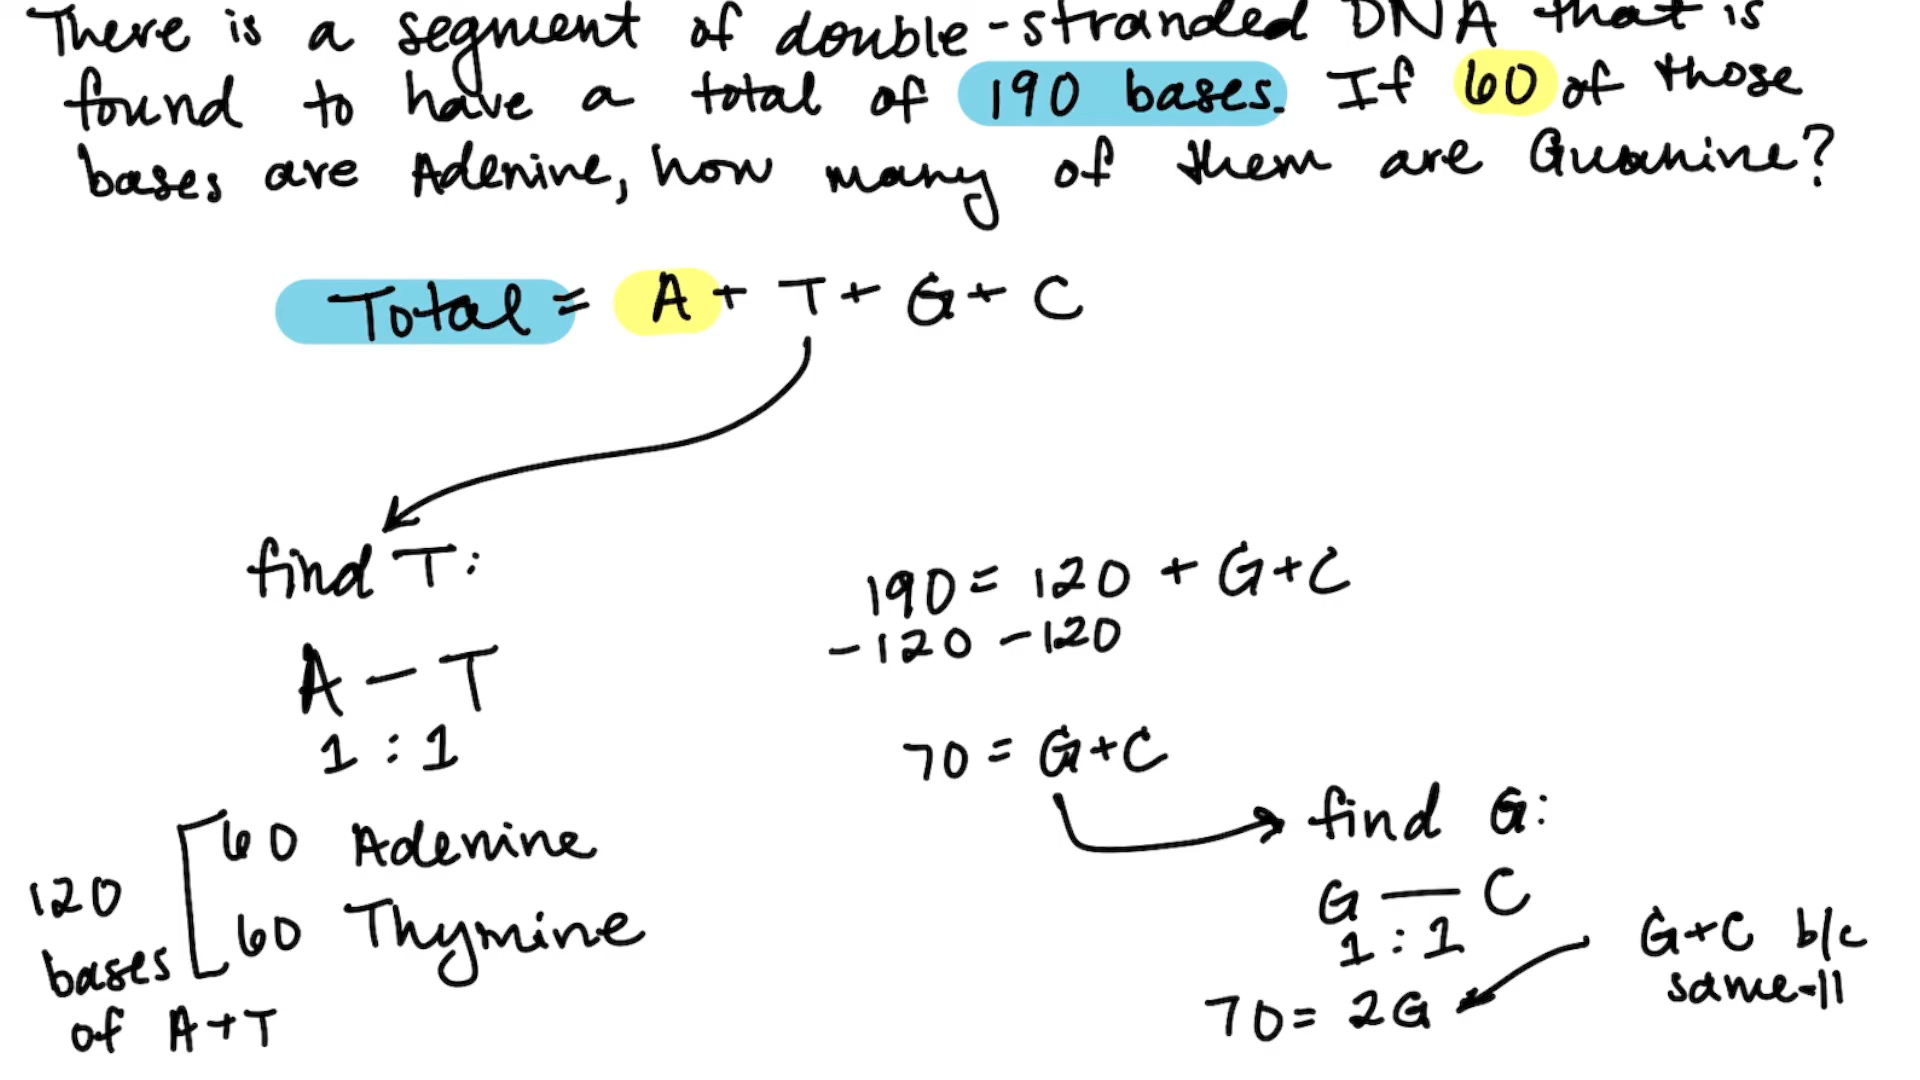 There is a segment of double-stranded DNA that is
found to have a total of 190 bases. If 60 of those
bases are Adenine, how many of them are Guanine?
Total = A + T + G + C
find T:
A — T
1 : 1
60 Adenine
60 Thymine
120
bases
of A+T
190 = 120 + G+C
-120 -120
70 = G+C
find G:
G — C
1 : 1
70 = 2G
G+C b/c
same